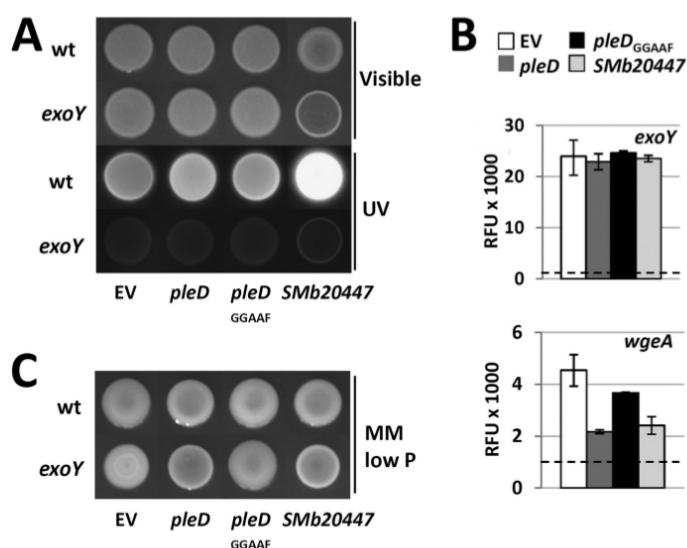 A
wt
exoY
Visible
wt
exoY
UV
EV pleD pleD SMb20447
GGAAF
B
EV pleDGGAAF
pleD SMb20447
exoY
RFU x 1000
30
20
10
0
wgeA
RFU x 1000
6
4
2
0
C
wt
exoY
MM
low P
EV pleD pleD SMb20447
GGAAF